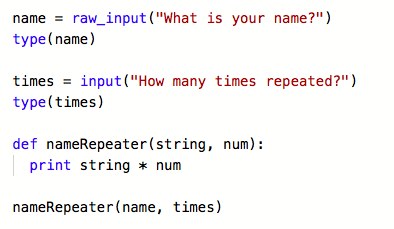 name = raw_input("What is your name?")
type(name)
times = input("How many times repeated?")
type(times)
def nameRepeater(string, num):
print string * num
nameRepeater(name, times)